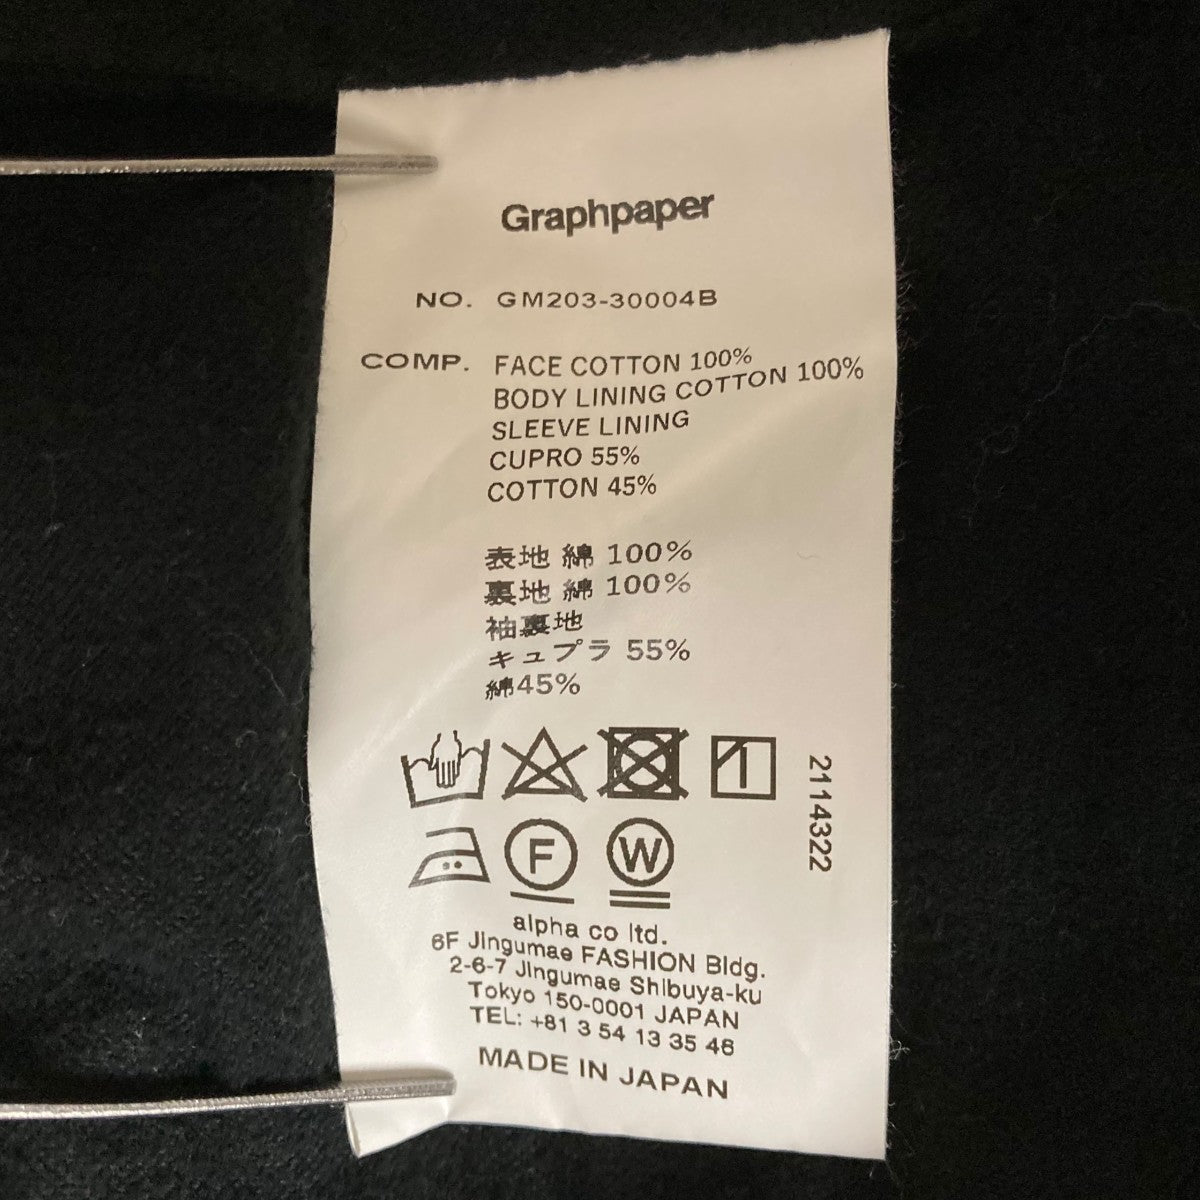 Graphpaper
NO. GM203-30004B
COMP. FACE COTTON 100%
BODY LINING COTTON 100%
SLEEVE LINING
CUPRO 55%
COTTON 45%
表地 綿 100%
裏地 綿 100%
袖裏地
キュプラ 55%
綿45%
2114322
F
W
alpha co ltd.
6F Jingumae FASHION Bldg.
2-6-7 Jingumae Shibuya-ku
Tokyo 150-0001 JAPAN
TEL: +81 3 54 13 35 46
MADE IN JAPAN